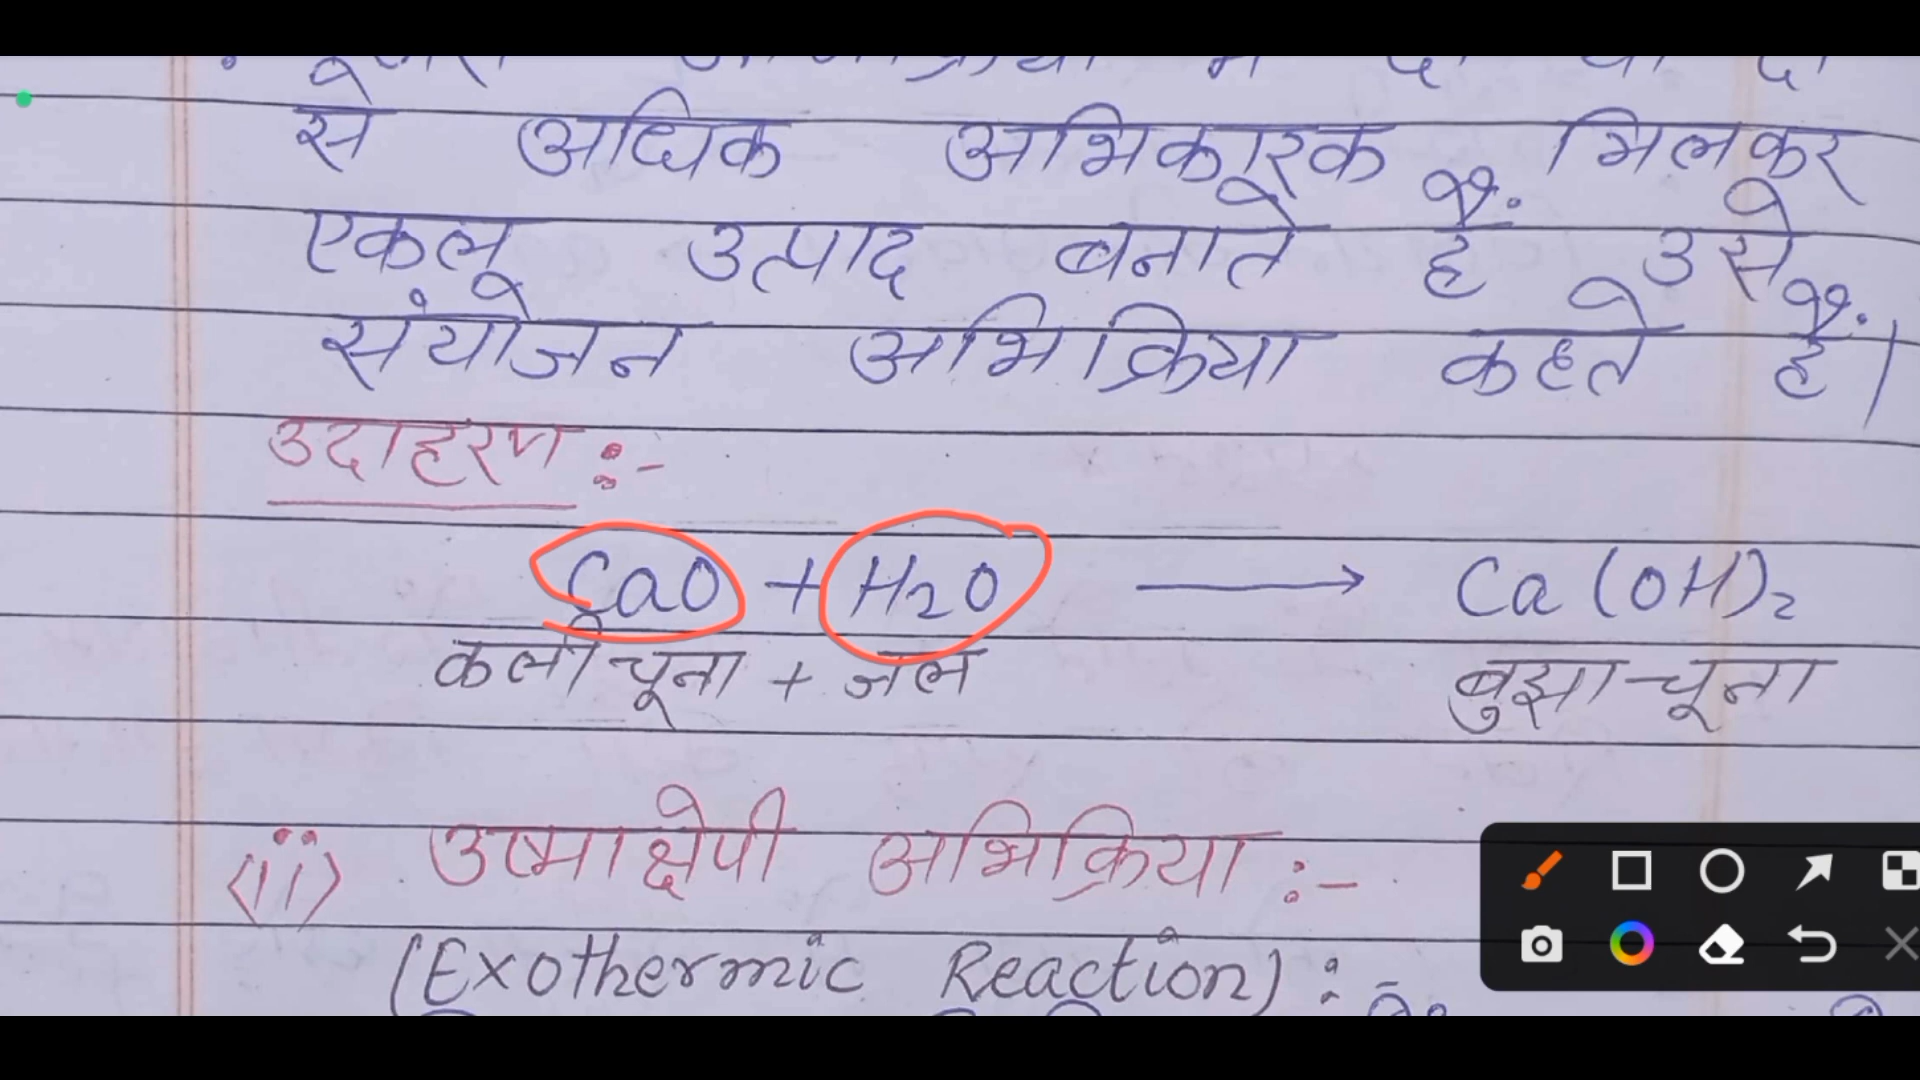 से अधिक अभिकारक मिलकर
एकल उत्पाद बनाते हैं. उसे
संयोजन अभिक्रिया कहते हैं.।
उदाहरण :-
CaO + H2O ⟶ Ca(OH)2
कली चूना + जल बुझा चूना
(ii) उष्माक्षेपी अभिक्रिया :-
(Exothermic Reaction) :-